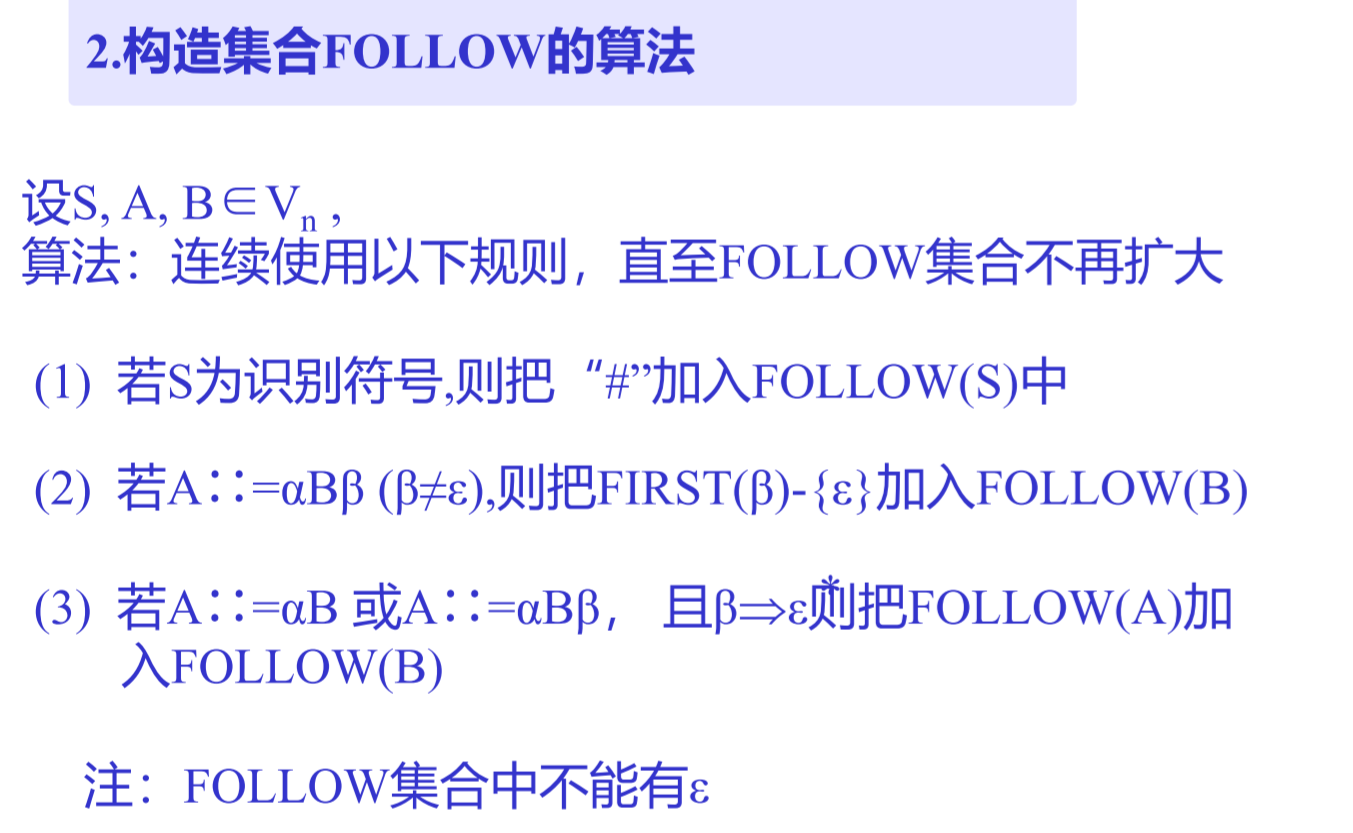 2.构造集合FOLLOW的算法
设S, A, B∈Vn ,
算法：连续使用以下规则，直至FOLLOW集合不再扩大
(1) 若S为识别符号,则把“#”加入FOLLOW(S)中
(2) 若A∷=αBβ (β≠ε),则把FIRST(β)-{ε}加入FOLLOW(B)
(3) 若A∷=αB 或A∷=αBβ， 且β⇒*ε则把FOLLOW(A)加
入FOLLOW(B)
注：FOLLOW集合中不能有ε